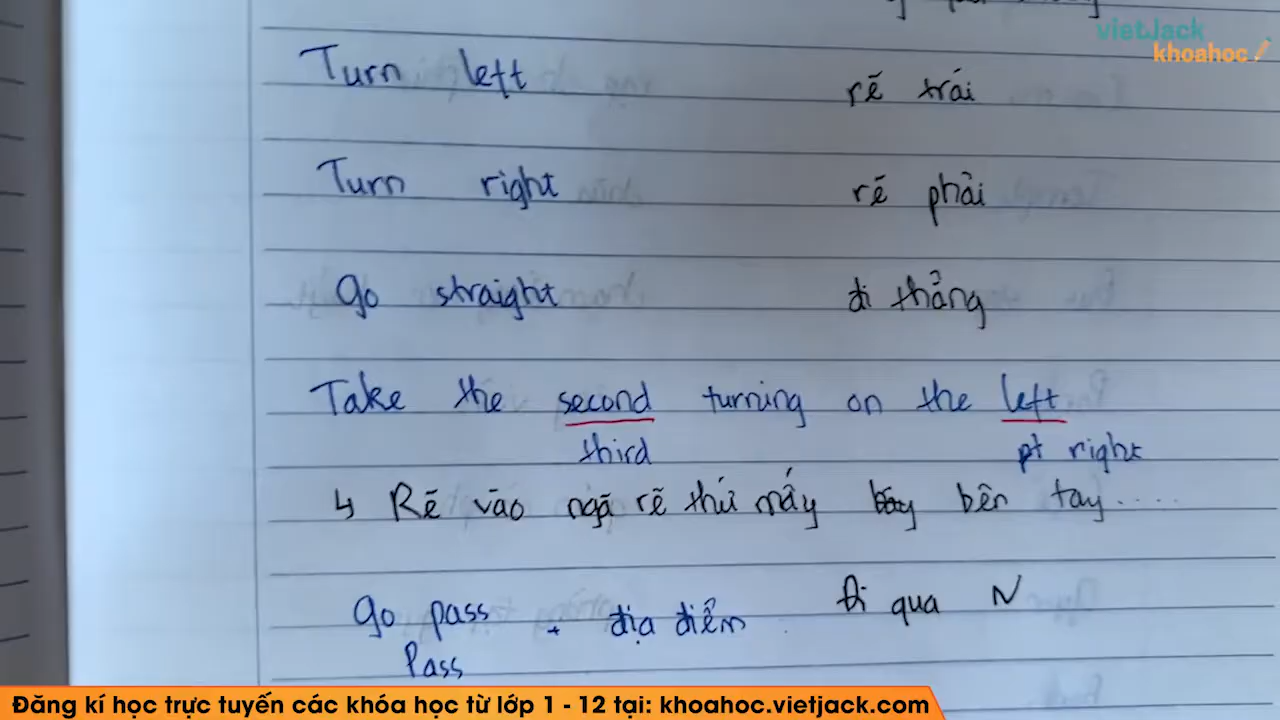 vietJack
khoahoc
Turn left rẽ trái
Turn right rẽ phải
Go straight đi thẳng
Take the second turning on the left
third right
↳ Rẽ vào ngã rẽ thứ mấy bên tay.....
Go pass + địa điểm Đi qua N
Pass
Đăng kí học trực tuyến các khóa học từ lớp 1 - 12 tại: khoahoc.vietjack.com